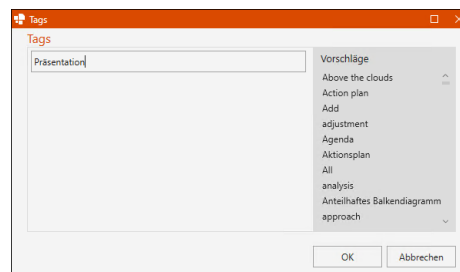 Tags
Tags
Präsentation
Vorschläge
Above the clouds
Action plan
Add
adjustment
Agenda
Aktionsplan
All
analysis
Anteilhaftes Balkendiagramm
approach
OK
Abbrechen